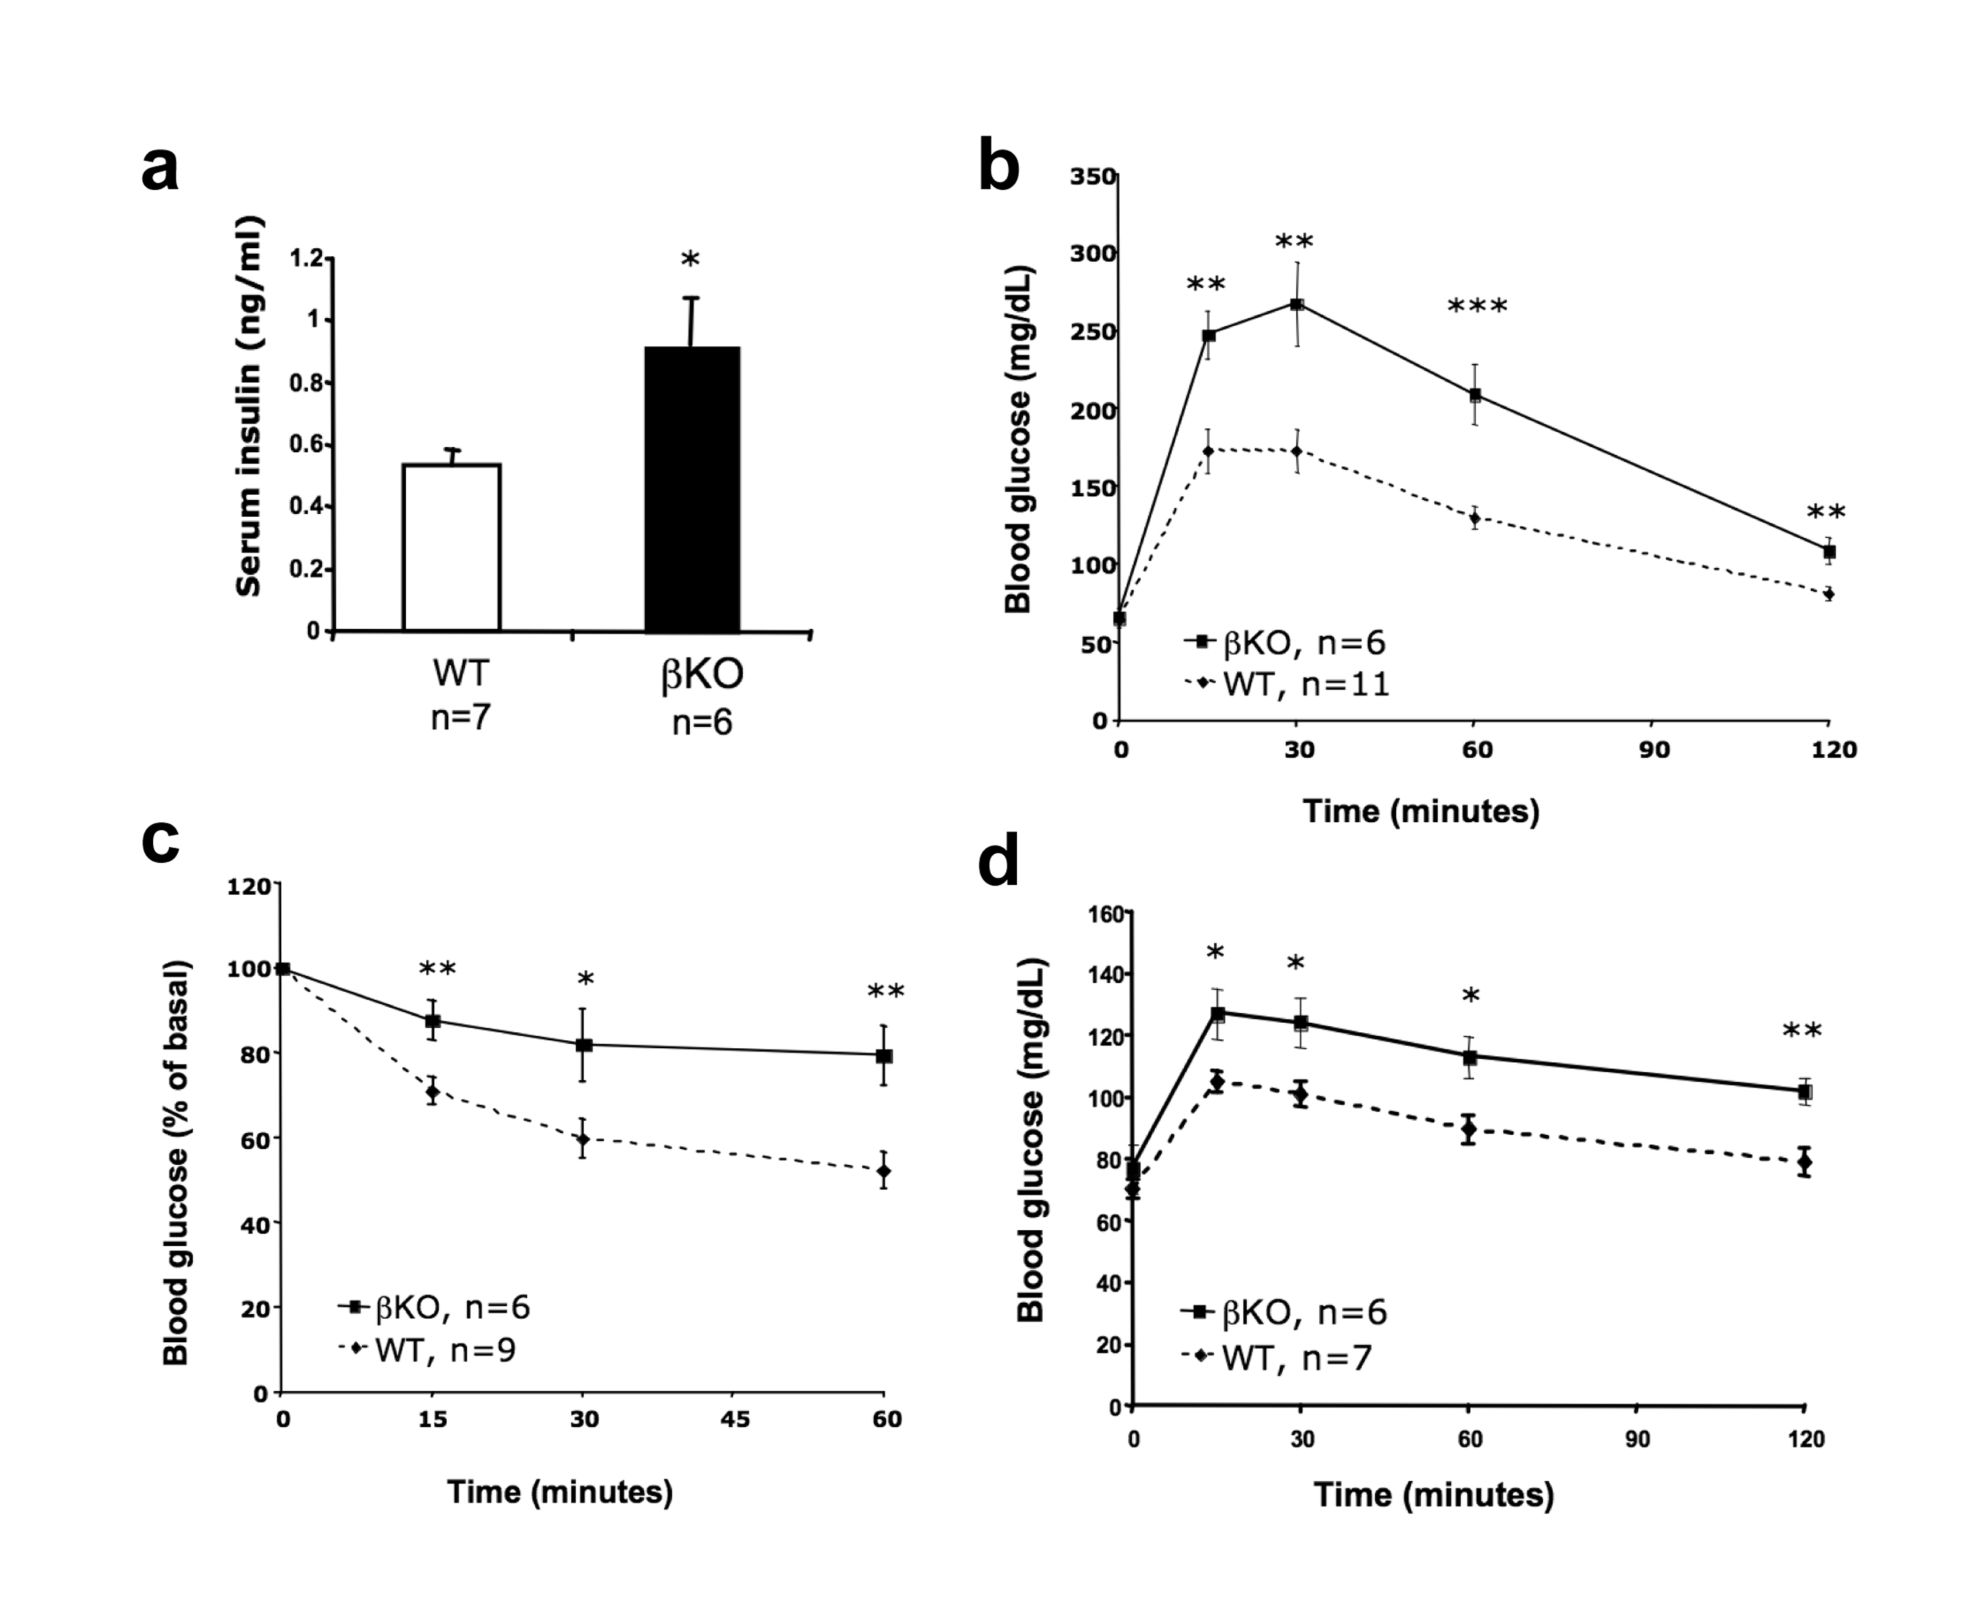 a
Serum insulin (ng/ml)
1.2
1
0.8
0.6
0.4
0.2
0
*
WT
n=7
βKO
n=6
b
Blood glucose (mg/dL)
350
300
250
200
150
100
50
0
**
**
***
**
βKO, n=6
WT, n=11
0 30 60 90 120
Time (minutes)
c
Blood glucose (% of basal)
120
100
80
60
40
20
0
**
*
**
βKO, n=6
WT, n=9
0 15 30 45 60
Time (minutes)
d
Blood glucose (mg/dL)
160
140
120
100
80
60
40
20
0
*
*
*
**
βKO, n=6
WT, n=7
0 30 60 90 120
Time (minutes)